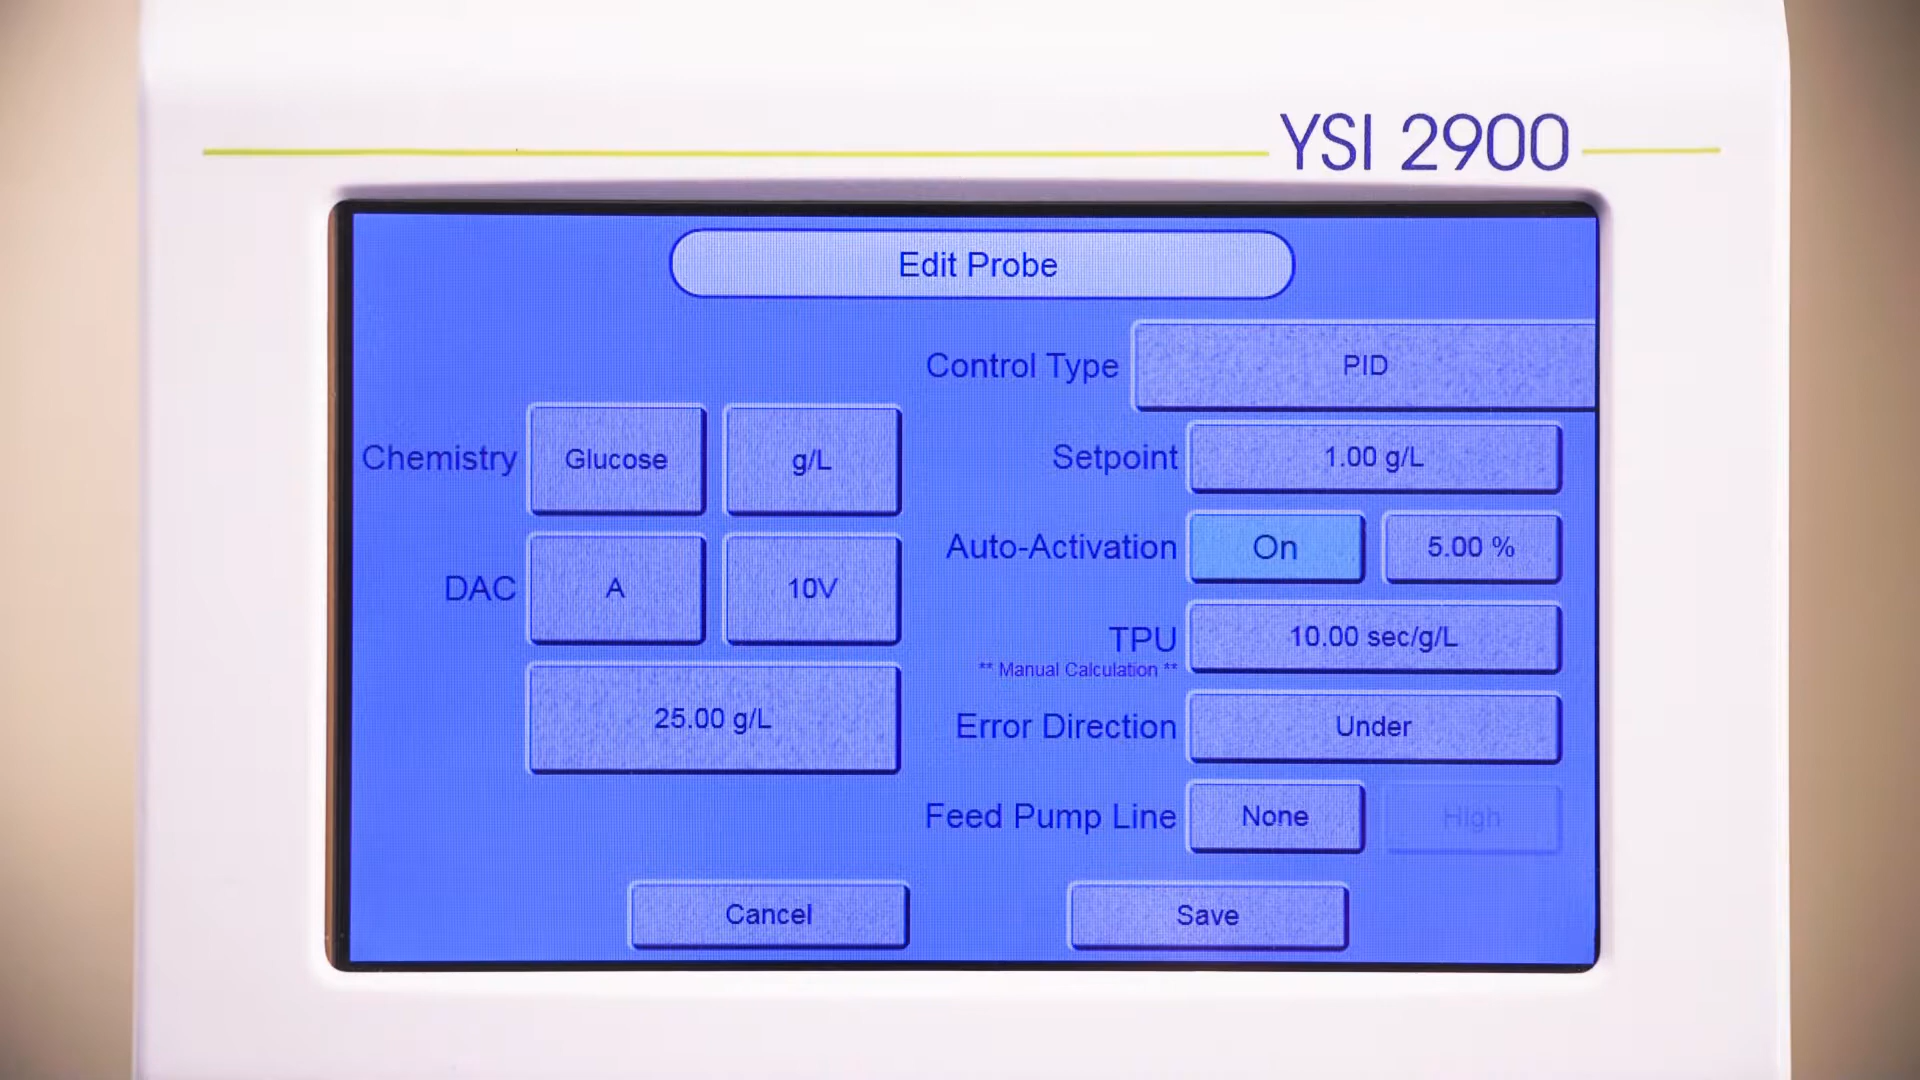 YSI 2900
Edit Probe
Control Type PID
Chemistry Glucose g/L
Setpoint 1.00 g/L
Auto-Activation On 5.00 %
DAC A 10V
TPU 10.00 sec/g/L
** Manual Calculation **
25.00 g/L
Error Direction Under
Feed Pump Line None High
Cancel Save